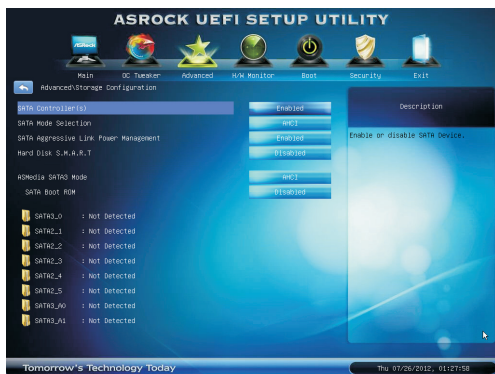 ASROCK UEFI SETUP UTILITY
ASRock
Main
OC Tweaker
Advanced
H/W Monitor
Boot
Security
Exit
Advanced\Storage Configuration
SATA Controller(s) Enabled
SATA Mode Selection AHCI
SATA Aggressive Link Power Management Enabled
Hard Disk S.M.A.R.T Disabled
ASMedia SATA3 Mode AHCI
SATA Boot ROM Disabled
SATA3_0 : Not Detected
SATA2_1 : Not Detected
SATA2_2 : Not Detected
SATA2_3 : Not Detected
SATA2_4 : Not Detected
SATA2_5 : Not Detected
SATA3_A0 : Not Detected
SATA3_A1 : Not Detected
Description
Enable or disable SATA Device.
Tomorrow's Technology Today
Thu 07/26/2012, 01:27:58